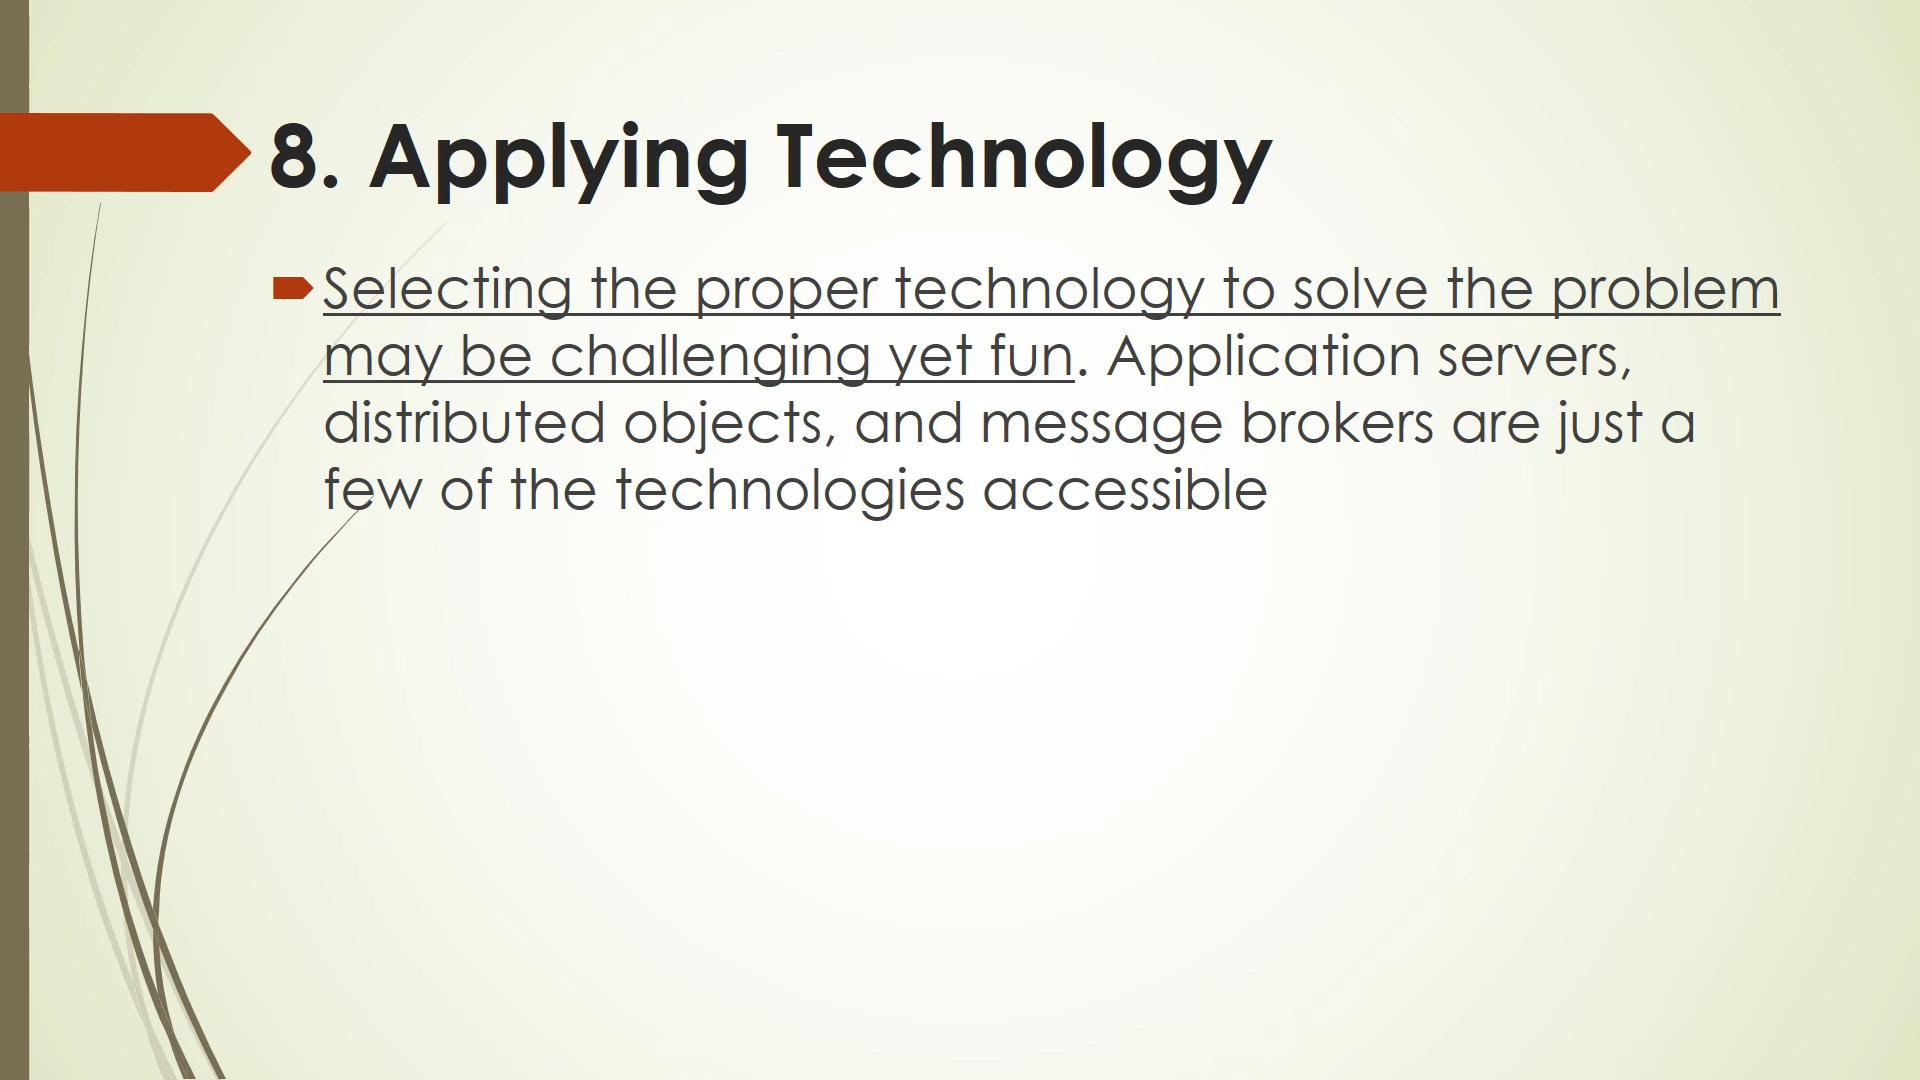 8. Applying Technology
Selecting the proper technology to solve the problem
may be challenging yet fun. Application servers,
distributed objects, and message brokers are just a
few of the technologies accessible